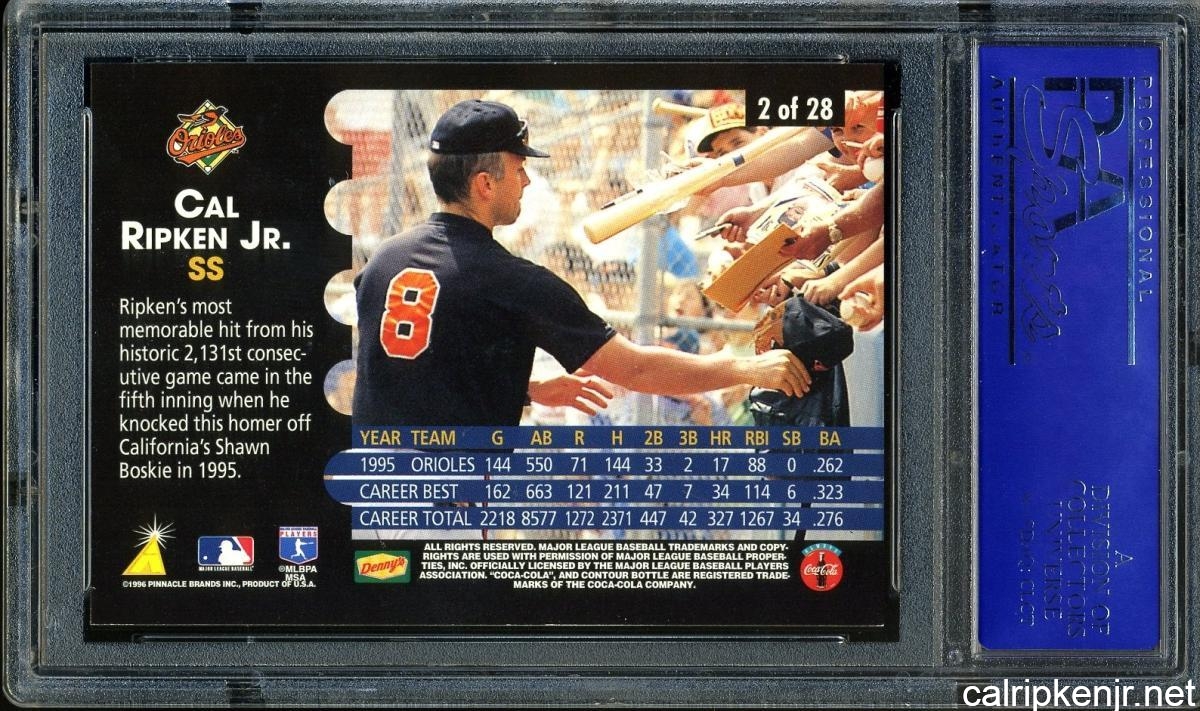 Orioles
CAL
RIPKEN JR.
SS
Ripken's most
memorable hit from his
historic 2,131st consec-
utive game came in the
fifth inning when he
knocked this homer off
California's Shawn
Boskie in 1995.
2 of 28
8
YEAR TEAM G AB R H 2B 3B HR RBI SB BA
1995 ORIOLES 144 550 71 144 33 2 17 88 0 .262
CAREER BEST 162 663 121 211 47 7 34 114 6 .323
CAREER TOTAL 2218 8577 1272 2371 447 42 327 1267 34 .276
MAJOR LEAGUE BASEBALL
PLAYERS
©MLBPA
MSA
©1996 PINNACLE BRANDS INC., PRODUCT OF U.S.A.
Denny's
ALL RIGHTS RESERVED. MAJOR LEAGUE BASEBALL TRADEMARKS AND COPY-
RIGHTS ARE USED WITH PERMISSION OF MAJOR LEAGUE BASEBALL PROPER-
TIES, INC. OFFICIALLY LICENSED BY THE MAJOR LEAGUE BASEBALL PLAYERS
ASSOCIATION. "COCA-COLA", AND CONTOUR BOTTLE ARE REGISTERED TRADE-
MARKS OF THE COCA-COLA COMPANY.
ALWAYS
Coca-Cola
PROFESSIONAL
PSA
SPORTS
AUTHENTICATOR
A
DIVISION OF
COLLECTORS
UNIVERSE
calripkenjr.net